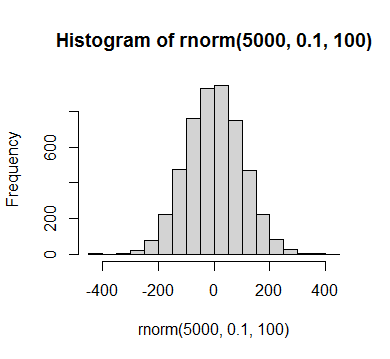 Histogram of rnorm(5000, 0.1, 100)
Frequency
600
200
0
-400 -200 0 200 400
rnorm(5000, 0.1, 100)